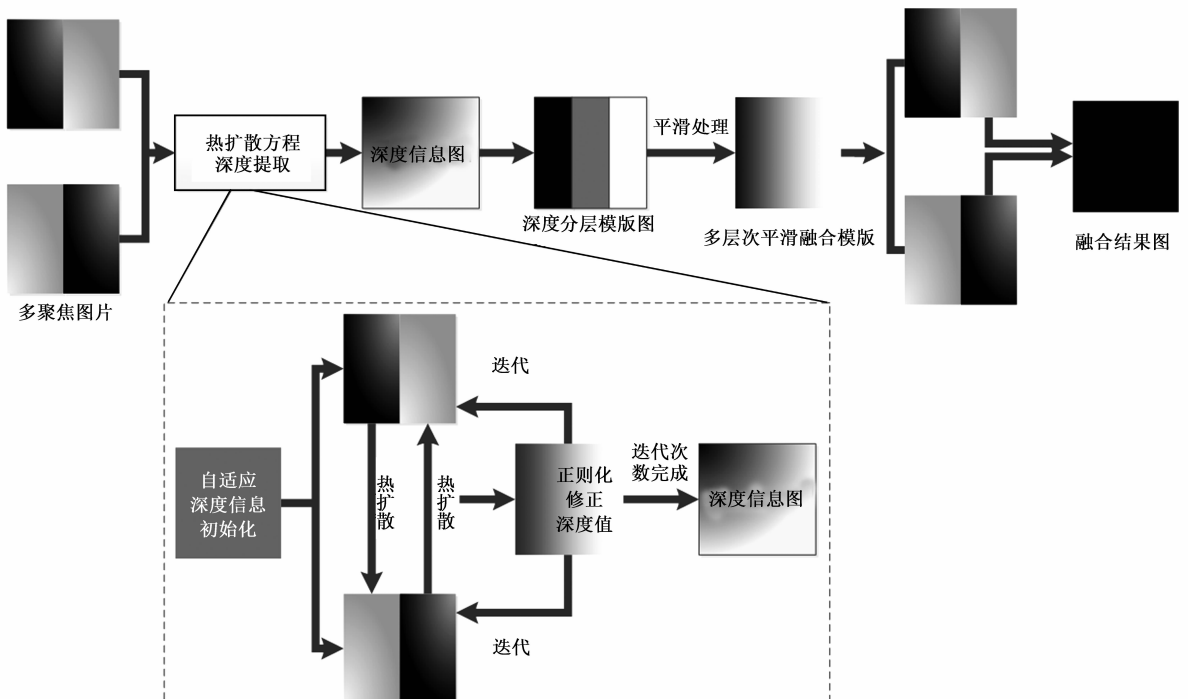 热扩散方程
深度提取
深度信息图
平滑处理
深度分层模版图
多层次平滑融合模版
融合结果图
多聚焦图片
迭代
自适应
深度信息
初始化
热扩散
热扩散
正则化
修正
深度值
迭代次
数完成
深度信息图
迭代